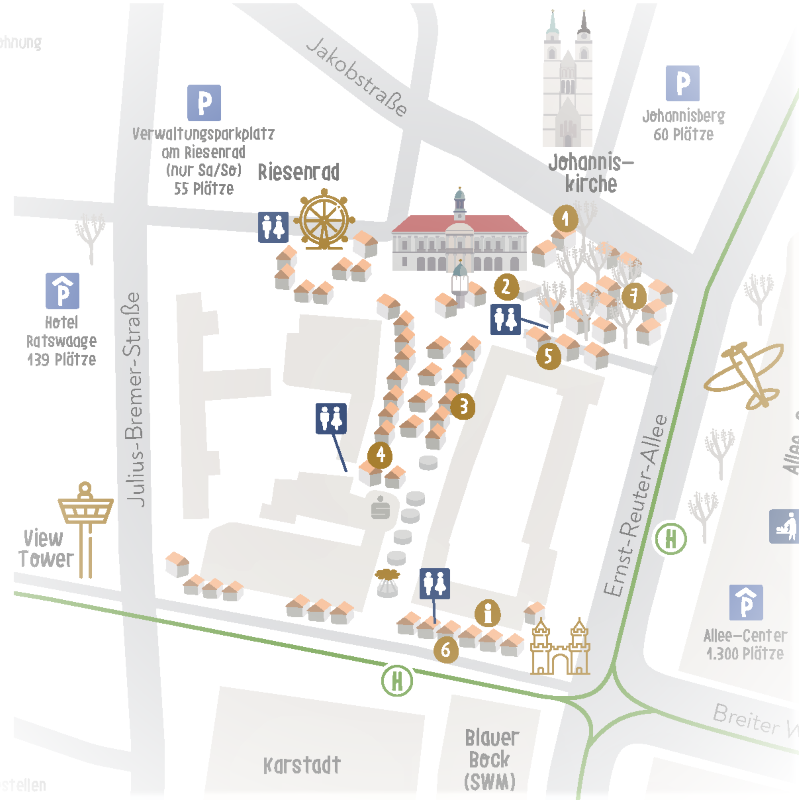 ohnung
Jakobstraße
P
Verwaltungsparkplatz
am Riesenrad
(nur Sa/So)
55 Plätze
Riesenrad
P
Johannisberg
60 Plätze
Johannis-
kirche
1
2
7
5
3
4
P
Hotel
Ratswaage
139 Plätze
Julius-Bremer-Straße
Ernst-Reuter-Allee
View
Tower
H
P
Allee-Center
1.300 Plätze
i
6
H
Karstadt
Blauer
Bock
(SWM)
Breiter W
stellen